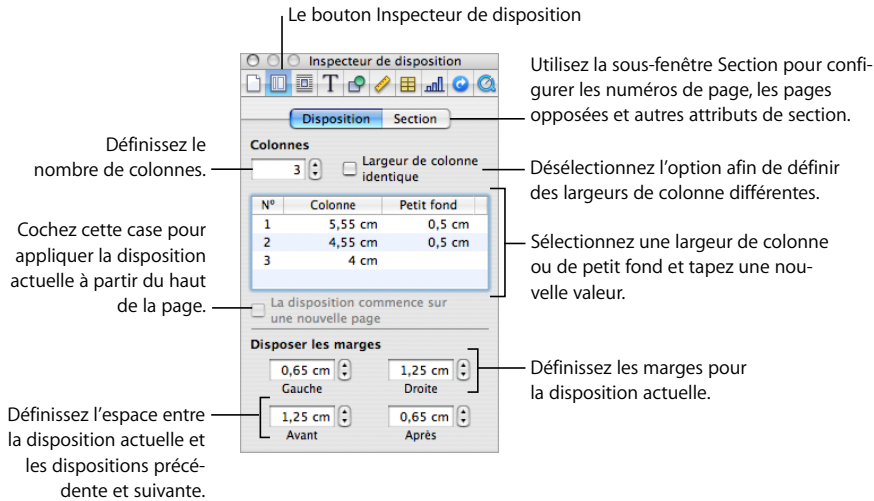 Le bouton Inspecteur de disposition
Inspecteur de disposition
T
Utilisez la sous-fenêtre Section pour confi-
gurer les numéros de page, les pages
opposées et autres attributs de section.
Disposition
Section
Définissez le
nombre de colonnes.
Colonnes
3
Largeur de colonne
identique
Désélectionnez l’option afin de définir
des largeurs de colonne différentes.
Nº Colonne Petit fond
1 5,55 cm 0,5 cm
2 4,55 cm 0,5 cm
3 4 cm
Cochez cette case pour
appliquer la disposition
actuelle à partir du haut
de la page.
Sélectionnez une largeur de colonne
ou de petit fond et tapez une nou-
velle valeur.
La disposition commence sur
une nouvelle page
Disposer les marges
0,65 cm 1,25 cm
Gauche Droite
Définissez les marges pour
la disposition actuelle.
1,25 cm 0,65 cm
Avant Après
Définissez l’espace entre
la disposition actuelle et
les dispositions précé-
dente et suivante.